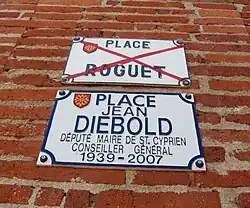 PLACE
ROGUET
PLACE
JEAN
DIEBOLD
DÉPUTÉ MAIRE DE ST. CYPRIEN
CONSEILLER GÉNÉRAL
1939-2007